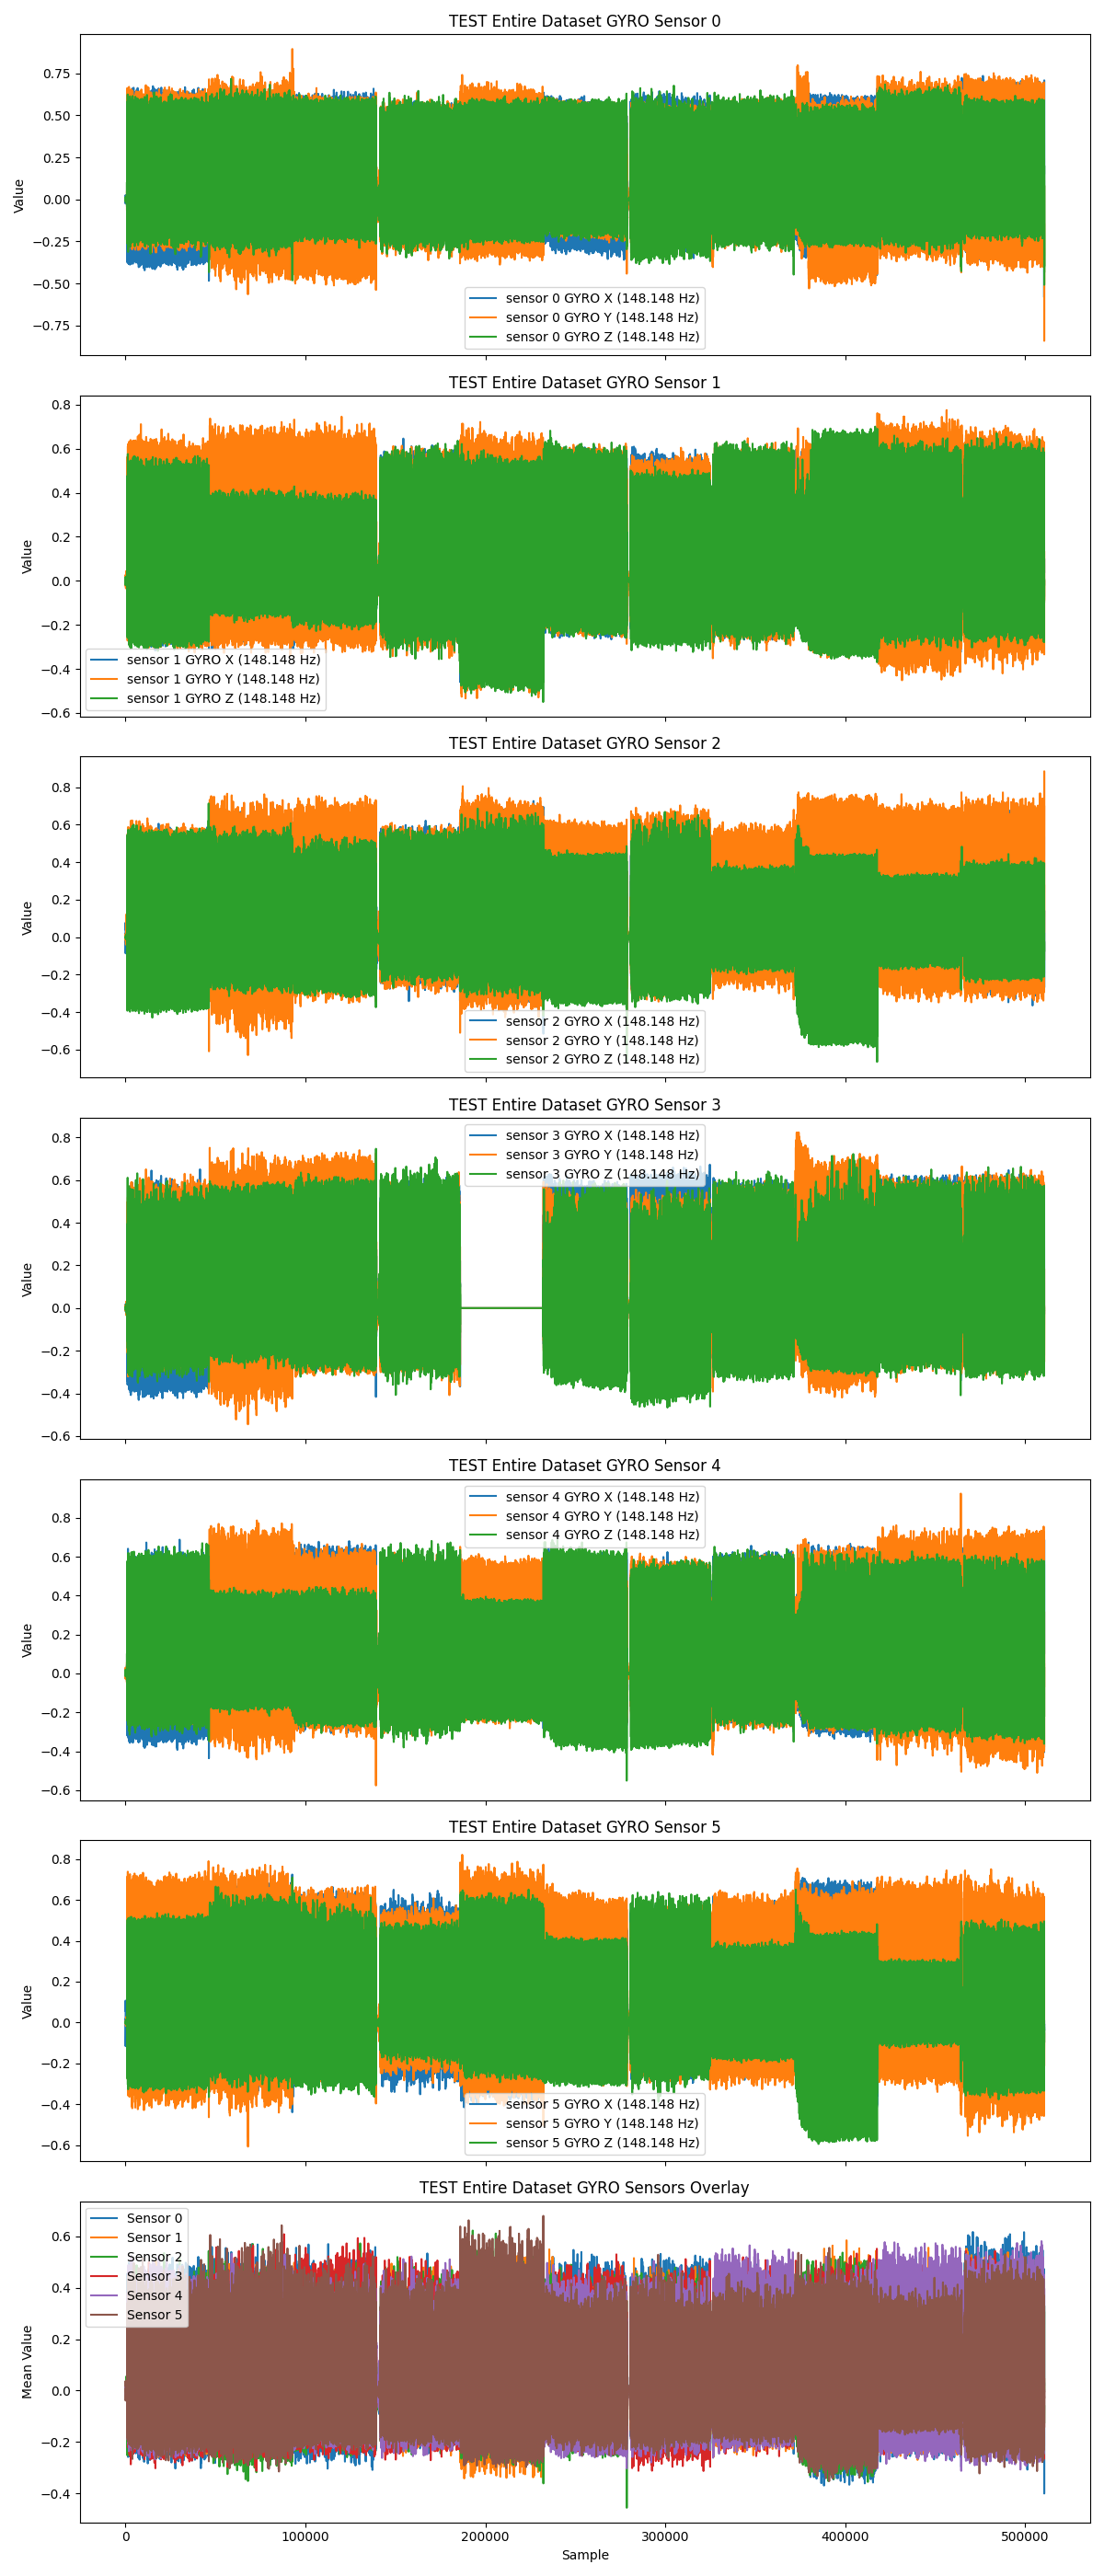 TEST Entire Dataset GYRO Sensor 0
0.75
0.50
0.25
0.00
−0.25
−0.50
−0.75
Value
sensor 0 GYRO X (148.148 Hz)
sensor 0 GYRO Y (148.148 Hz)
sensor 0 GYRO Z (148.148 Hz)
TEST Entire Dataset GYRO Sensor 1
0.8
0.6
0.4
0.2
0.0
−0.2
−0.4
−0.6
Value
sensor 1 GYRO X (148.148 Hz)
sensor 1 GYRO Y (148.148 Hz)
sensor 1 GYRO Z (148.148 Hz)
TEST Entire Dataset GYRO Sensor 2
0.8
0.6
0.4
0.2
0.0
−0.2
−0.4
−0.6
Value
sensor 2 GYRO X (148.148 Hz)
sensor 2 GYRO Y (148.148 Hz)
sensor 2 GYRO Z (148.148 Hz)
TEST Entire Dataset GYRO Sensor 3
0.8
0.6
0.4
0.2
0.0
−0.2
−0.4
−0.6
Value
sensor 3 GYRO X (148.148 Hz)
sensor 3 GYRO Y (148.148 Hz)
sensor 3 GYRO Z (148.148 Hz)
TEST Entire Dataset GYRO Sensor 4
0.8
0.6
0.4
0.2
0.0
−0.2
−0.4
−0.6
Value
sensor 4 GYRO X (148.148 Hz)
sensor 4 GYRO Y (148.148 Hz)
sensor 4 GYRO Z (148.148 Hz)
TEST Entire Dataset GYRO Sensor 5
0.8
0.6
0.4
0.2
0.0
−0.2
−0.4
−0.6
Value
sensor 5 GYRO X (148.148 Hz)
sensor 5 GYRO Y (148.148 Hz)
sensor 5 GYRO Z (148.148 Hz)
TEST Entire Dataset GYRO Sensors Overlay
0.6
0.4
0.2
0.0
−0.2
−0.4
Mean Value
Sensor 0
Sensor 1
Sensor 2
Sensor 3
Sensor 4
Sensor 5
0 100000 200000 300000 400000 500000
Sample